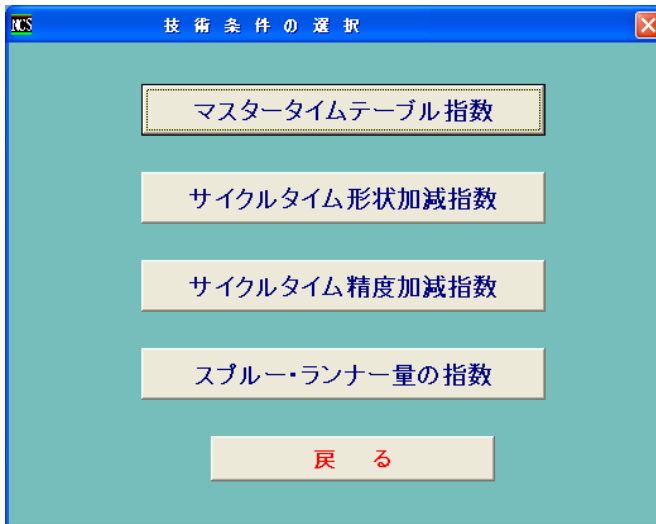 NCS 技術条件の選択
マスタータイムテーブル指数
サイクルタイム形状加減指数
サイクルタイム精度加減指数
スプルー・ランナー量の指数
戻る